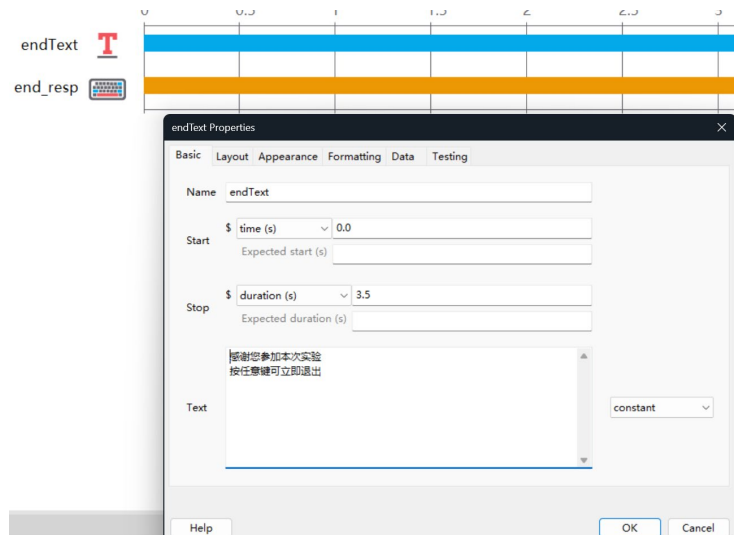 0 0.5 1 1.5 2 2.5 3
endText T
end_resp
endText Properties
Basic Layout Appearance Formatting Data Testing
Name endText
Start $ time (s) 0.0
Expected start (s)
Stop $ duration (s) 3.5
Expected duration (s)
感谢您参加本次实验
按任意键可立即退出
Text constant
Help OK Cancel